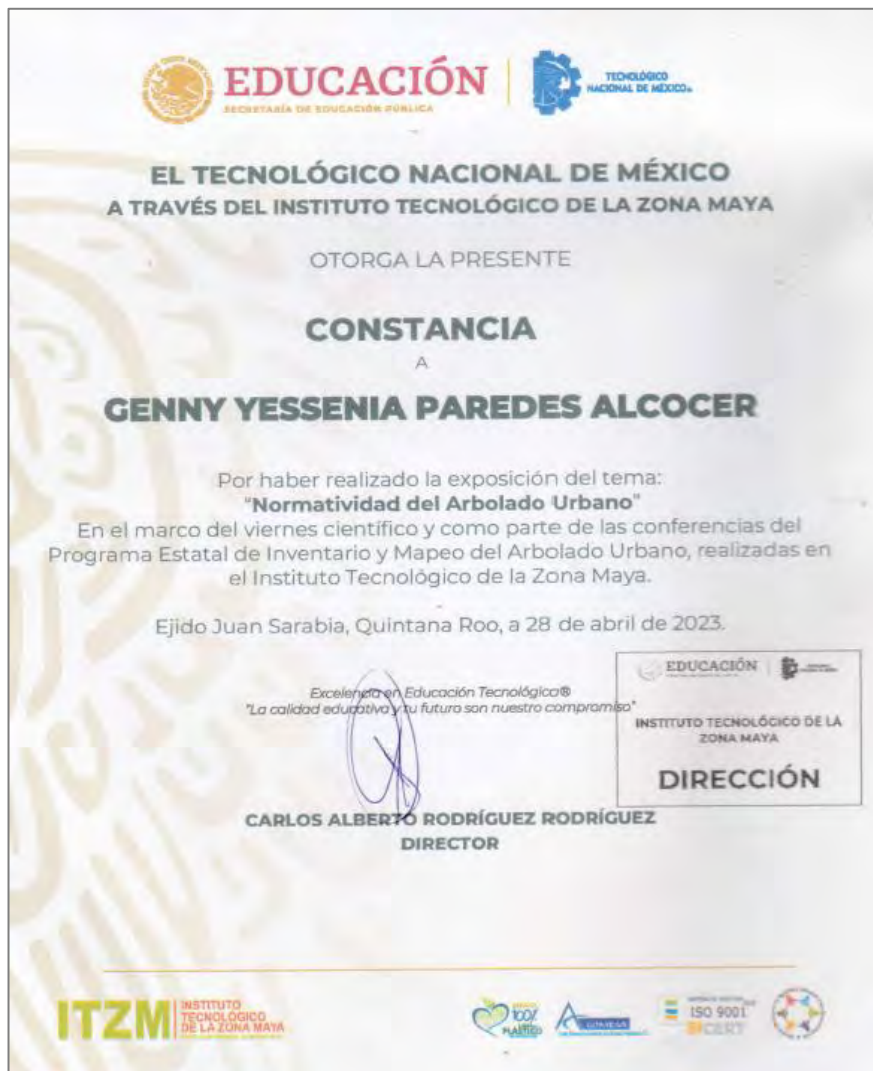 EDUCACIÓN
SECRETARÍA DE EDUCACIÓN PÚBLICA
TECNOLÓGICO
NACIONAL DE MÉXICO®
EL TECNOLÓGICO NACIONAL DE MÉXICO
A TRAVÉS DEL INSTITUTO TECNOLÓGICO DE LA ZONA MAYA
OTORGA LA PRESENTE
CONSTANCIA
A
GENNY YESSENIA PAREDES ALCOCER
Por haber realizado la exposición del tema:
"Normatividad del Arbolado Urbano"
En el marco del viernes científico y como parte de las conferencias del
Programa Estatal de Inventario y Mapeo del Arbolado Urbano, realizadas en
el Instituto Tecnológico de la Zona Maya.
Ejido Juan Sarabia, Quintana Roo, a 28 de abril de 2023.
Excelencia en Educación Tecnológica®
"La calidad educativa y tu futuro son nuestro compromiso"
EDUCACIÓN
INSTITUTO TECNOLÓGICO DE LA
ZONA MAYA
DIRECCIÓN
CARLOS ALBERTO RODRÍGUEZ RODRÍGUEZ
DIRECTOR
ITZM
INSTITUTO
TECNOLÓGICO
DE LA ZONA MAYA
100%
PLÁSTICO
ISO 9001
CERT